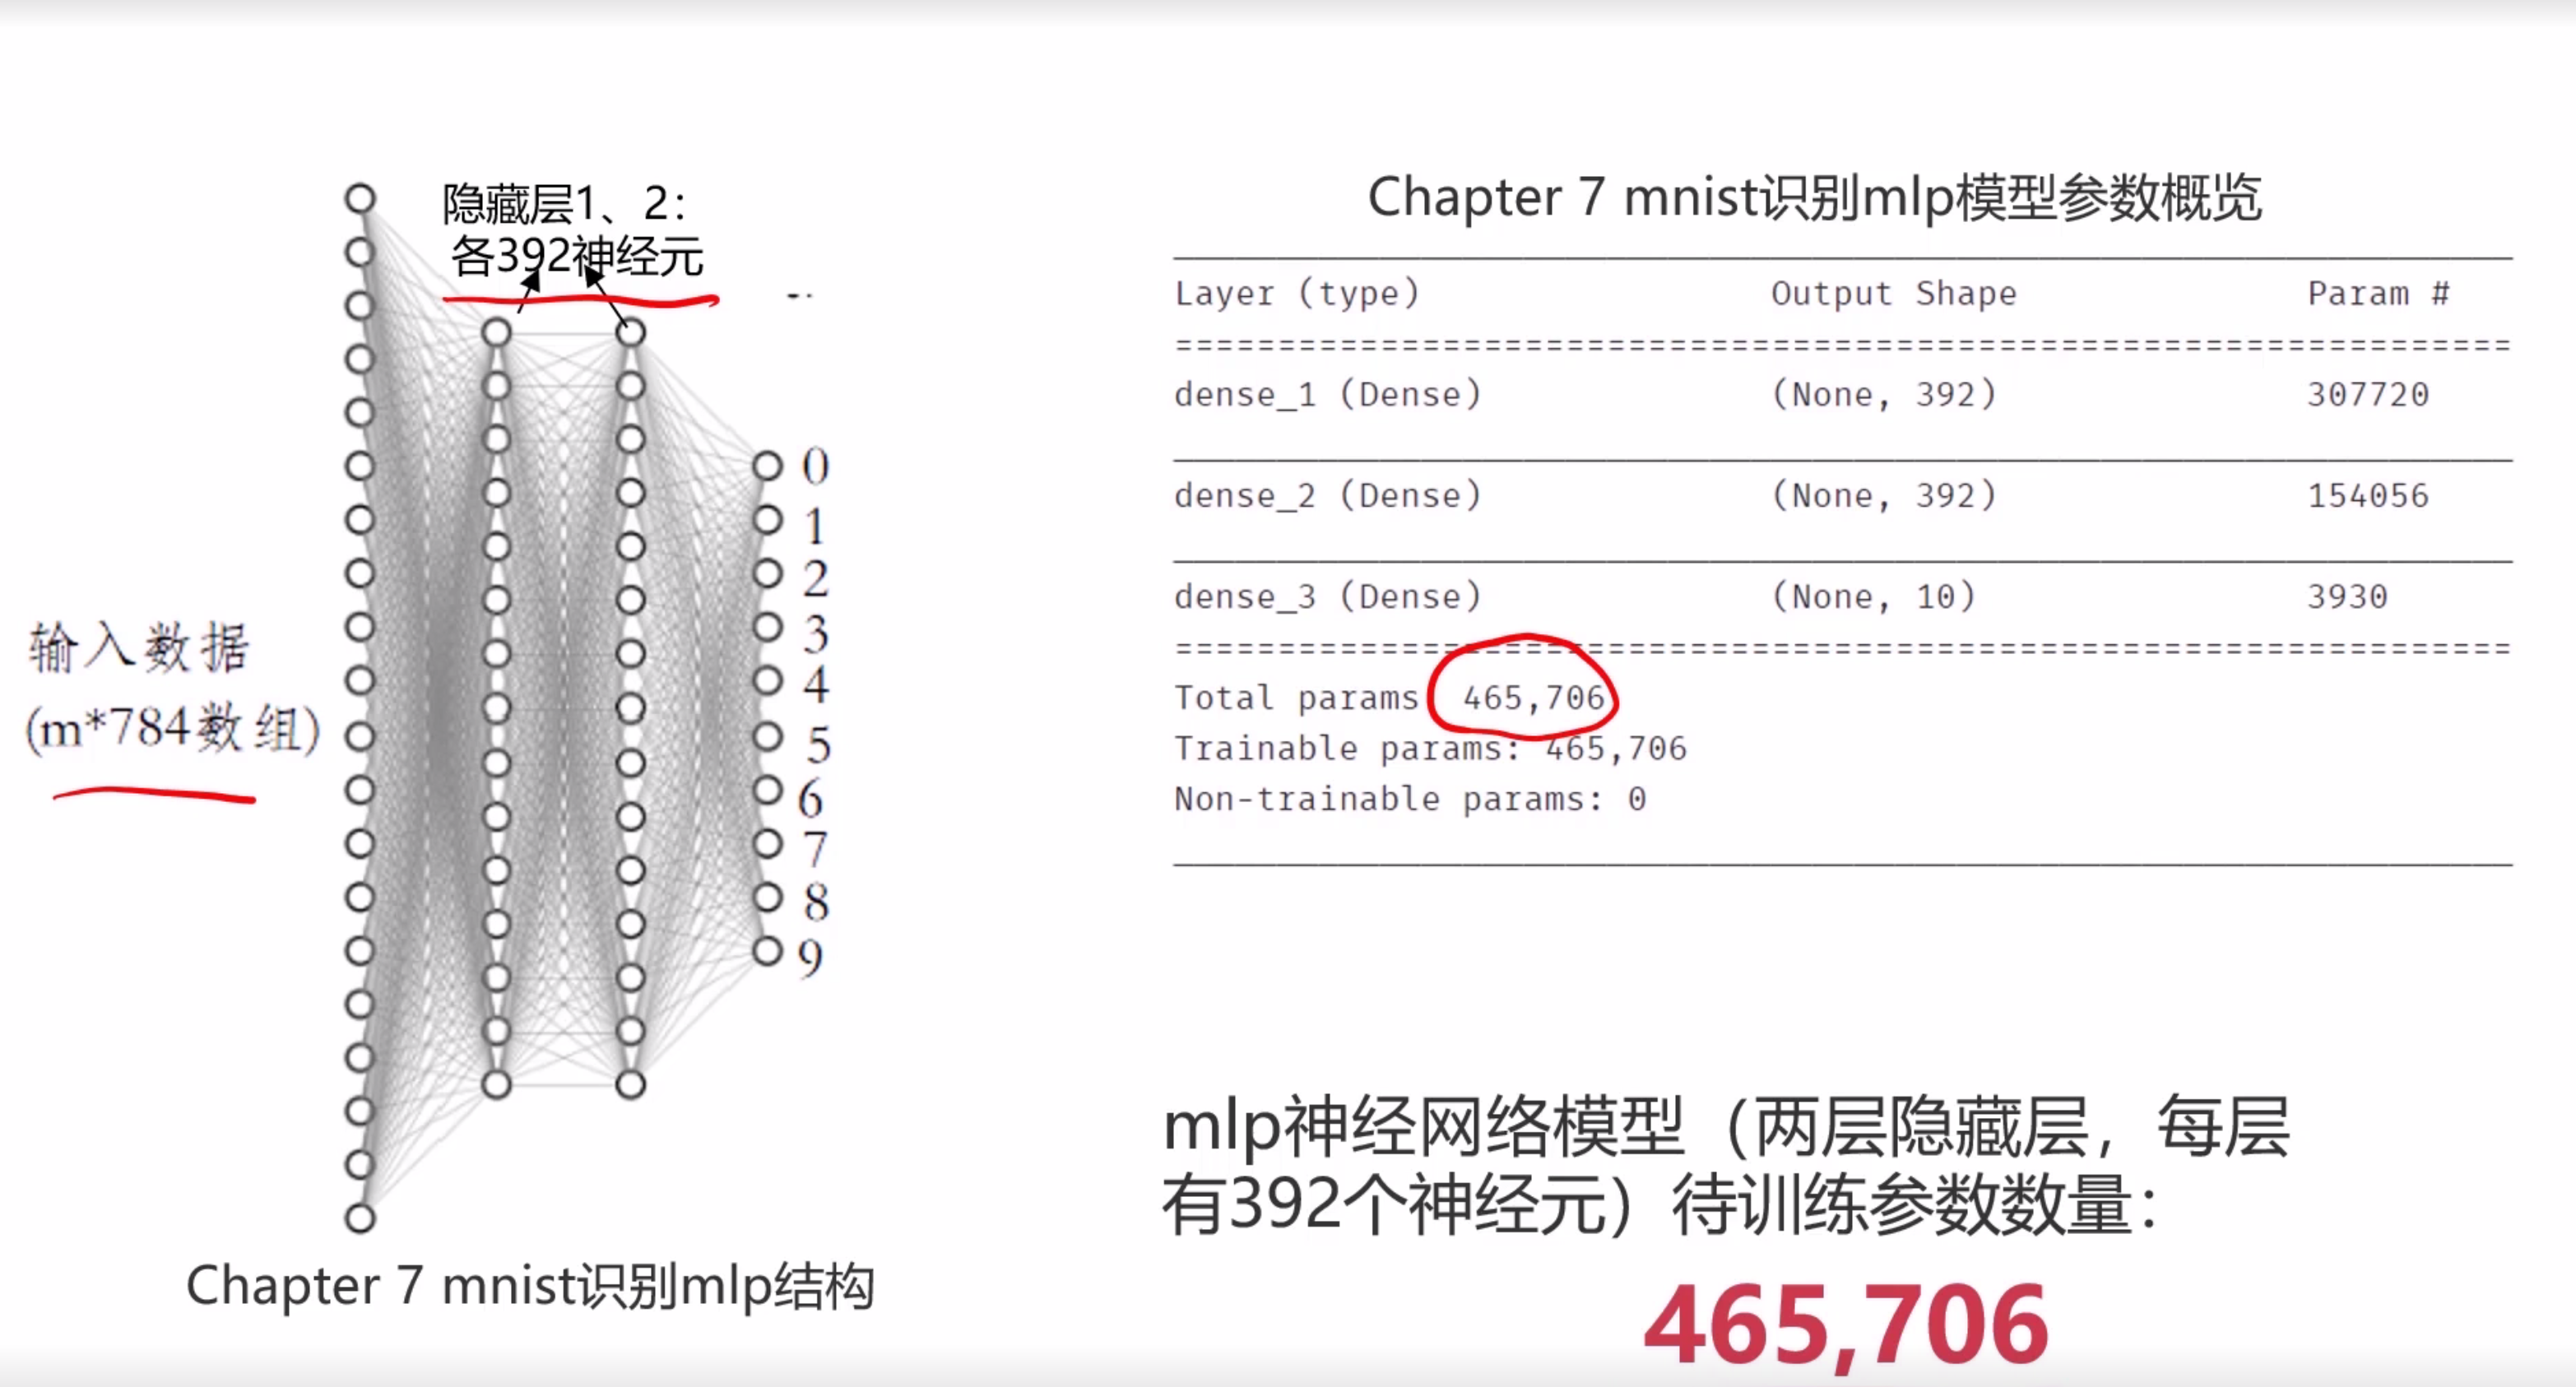 隐藏层1、2：
各392神经元
输入数据
(m*784数组)
0
1
2
3
4
5
6
7
8
9
Chapter 7 mnist识别mlp结构
Chapter 7 mnist识别mlp模型参数概览
Layer (type) Output Shape Param #
dense_1 (Dense) (None, 392) 307720
dense_2 (Dense) (None, 392) 154056
dense_3 (Dense) (None, 10) 3930
Total params 465,706
Trainable params: 465,706
Non-trainable params: 0
mlp神经网络模型（两层隐藏层，每层
有392个神经元）待训练参数数量：
465,706